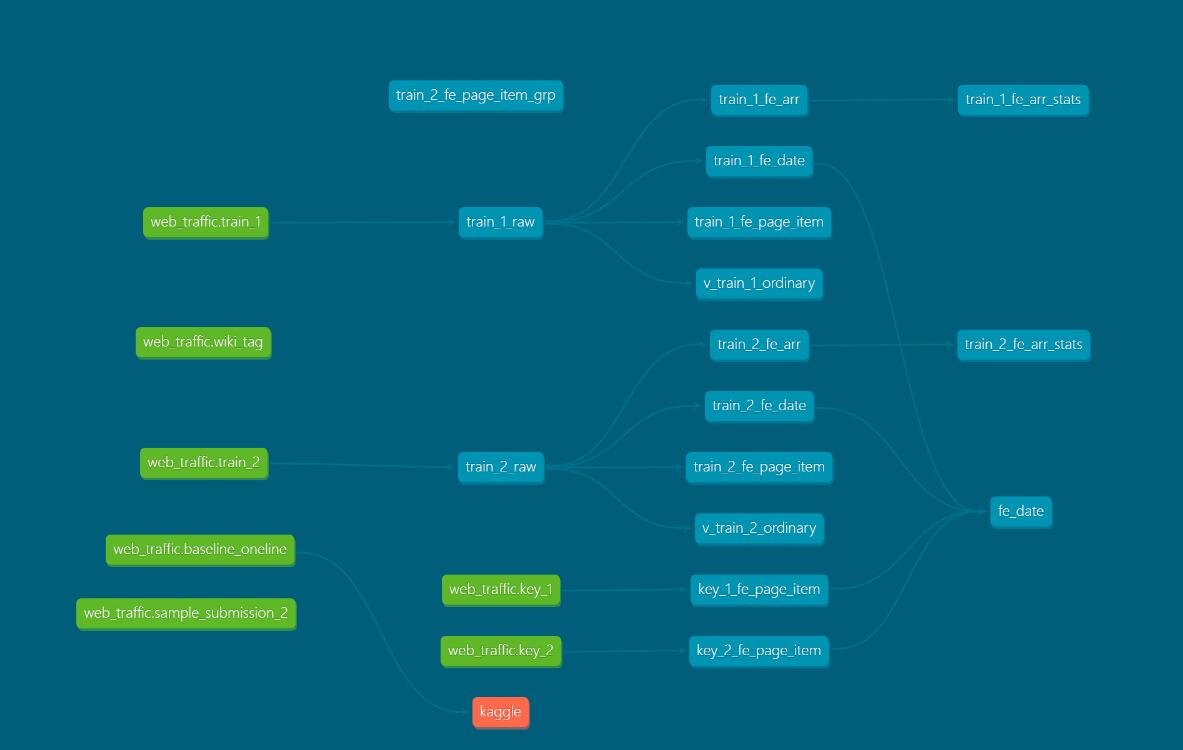 train_2_fe_page_item_grp
train_1_fe_arr
train_1_fe_arr_stats
train_1_fe_date
web_traffic.train_1
train_1_raw
train_1_fe_page_item
v_train_1_ordinary
web_traffic.wiki_tag
train_2_fe_arr
train_2_fe_arr_stats
train_2_fe_date
web_traffic.train_2
train_2_raw
train_2_fe_page_item
fe_date
v_train_2_ordinary
web_traffic.baseline_oneline
web_traffic.key_1
key_1_fe_page_item
web_traffic.sample_submission_2
web_traffic.key_2
key_2_fe_page_item
kaggle